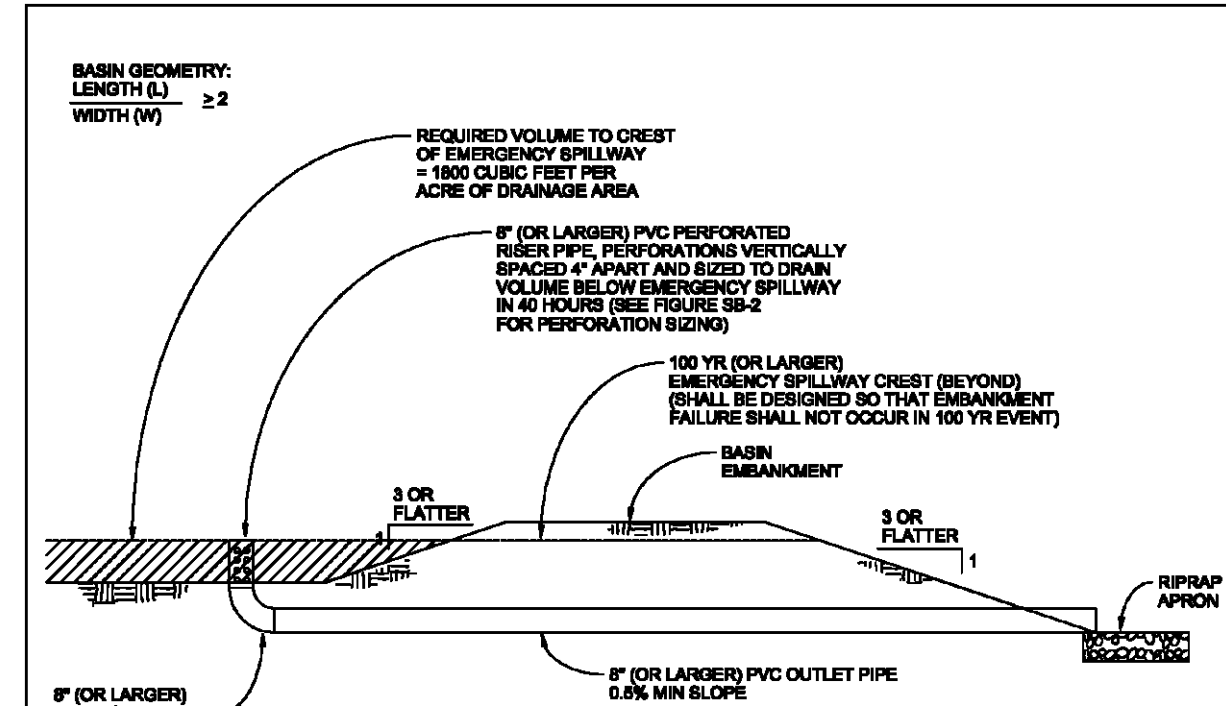 BASIN GEOMETRY:
LENGTH (L)
WIDTH (W)
≥ 2
REQUIRED VOLUME TO CREST
OF EMERGENCY SPILLWAY
= 1800 CUBIC FEET PER
ACRE OF DRAINAGE AREA
8" (OR LARGER) PVC PERFORATED
RISER PIPE, PERFORATIONS VERTICALLY
SPACED 4" APART AND SIZED TO DRAIN
VOLUME BELOW EMERGENCY SPILLWAY
IN 40 HOURS (SEE FIGURE SB-2
FOR PERFORATION SIZING)
100 YR (OR LARGER)
EMERGENCY SPILLWAY CREST (BEYOND)
(SHALL BE DESIGNED SO THAT EMBANKMENT
FAILURE SHALL NOT OCCUR IN 100 YR EVENT)
BASIN
EMBANKMENT
3 OR
FLATTER
1
3 OR
FLATTER
1
RIPRAP
APRON
8" (OR LARGER) PVC OUTLET PIPE
0.5% MIN SLOPE
8" (OR LARGER)